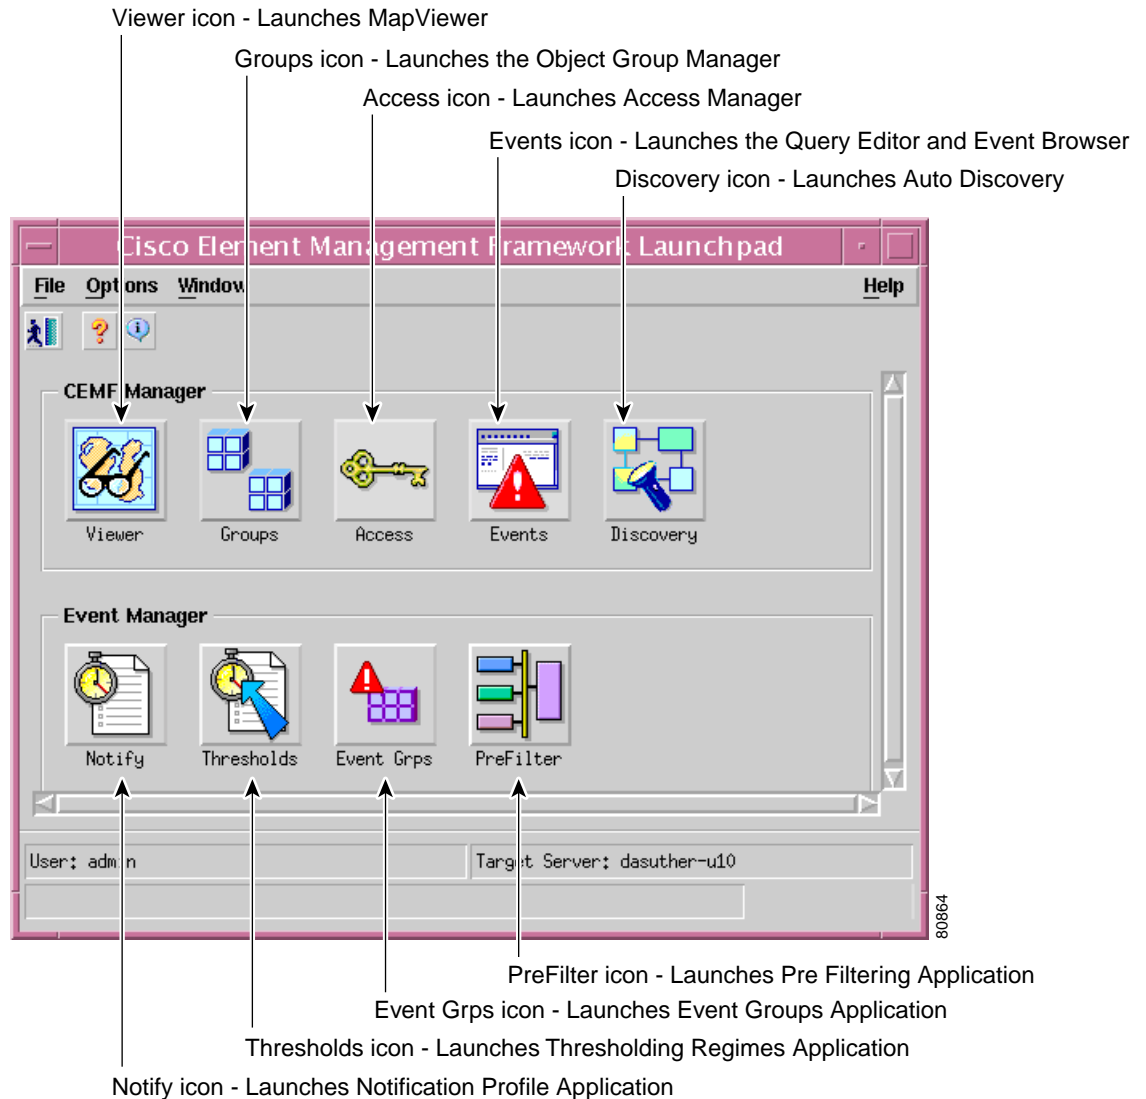 Viewer icon - Launches MapViewer
Groups icon - Launches the Object Group Manager
Access icon - Launches Access Manager
Events icon - Launches the Query Editor and Event Browser
Discovery icon - Launches Auto Discovery
Cisco Element Management Framework Launchpad
File Options Window Help
CEMF Manager
Viewer Groups Access Events Discovery
Event Manager
Notify Thresholds Event Grps PreFilter
User: admin Target Server: dasuther-u10
80864
PreFilter icon - Launches Pre Filtering Application
Event Grps icon - Launches Event Groups Application
Thresholds icon - Launches Thresholding Regimes Application
Notify icon - Launches Notification Profile Application